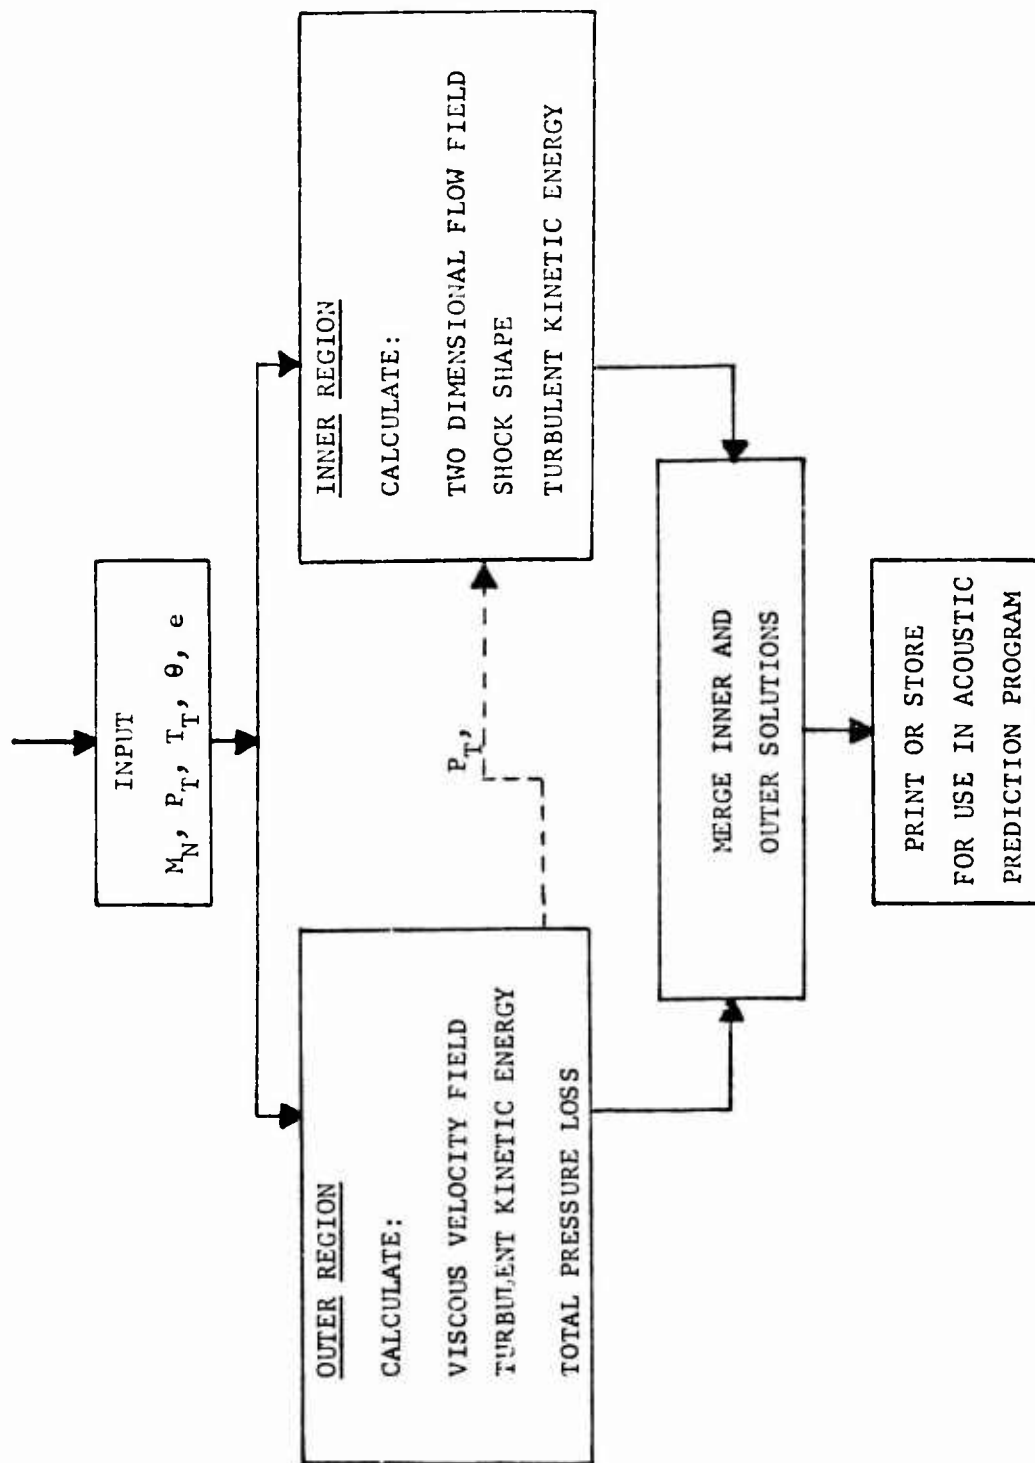 INPUT
M_N, P_T, T_T, θ, e
OUTER REGION
CALCULATE:
VISCOUS VELOCITY FIELD
TURBULENT KINETIC ENERGY
TOTAL PRESSURE LOSS
P_T,
INNER REGION
CALCULATE:
TWO DIMENSIONAL FLOW FIELD
SHOCK SHAPE
TURBULENT KINETIC ENERGY
MERGE INNER AND
OUTER SOLUTIONS
PRINT OR STORE
FOR USE IN ACOUSTIC
PREDICTION PROGRAM